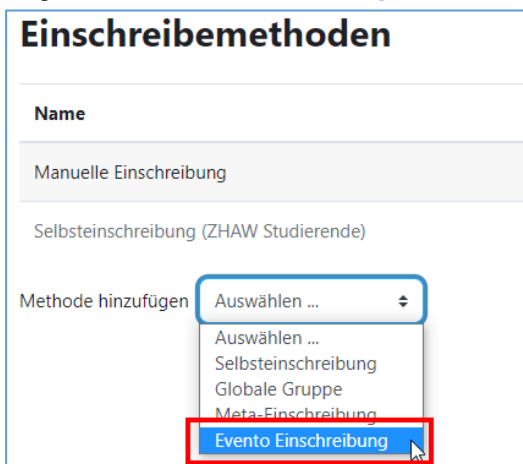 Einschreibemethoden
Name
Manuelle Einschreibung
Selbsteinschreibung (ZHAW Studierende)
Methode hinzufügen Auswählen ...
Auswählen ...
Selbsteinschreibung
Globale Gruppe
Meta-Einschreibung
Evento Einschreibung